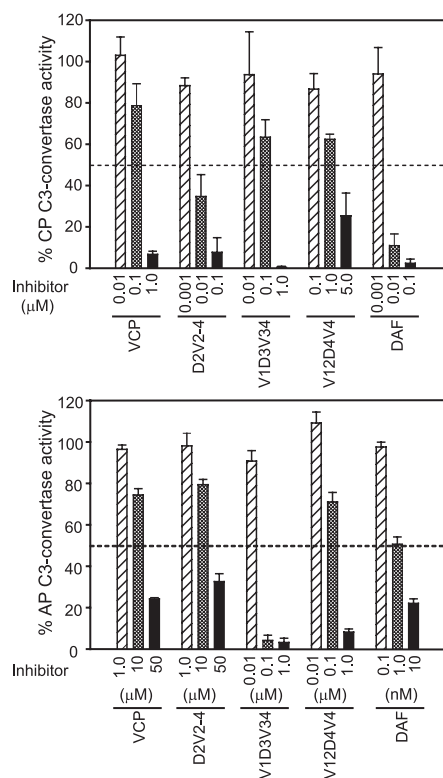 % CP C3-convertase activity
120
100
80
60
40
20
0
Inhibitor
(μM)
0.01 0.1 1.0 0.001 0.01 0.1 0.01 0.1 1.0 0.1 1.0 5.0 0.001 0.01 0.1
VCP D2V2-4 V1D3V34 V12D4V4 DAF
% AP C3-convertase activity
120
100
80
60
40
20
0
Inhibitor
1.0 10 50 1.0 10 50 0.01 0.1 1.0 0.01 0.1 1.0 0.1 1.0 10
(μM) (μM) (μM) (μM) (nM)
VCP D2V2-4 V1D3V34 V12D4V4 DAF